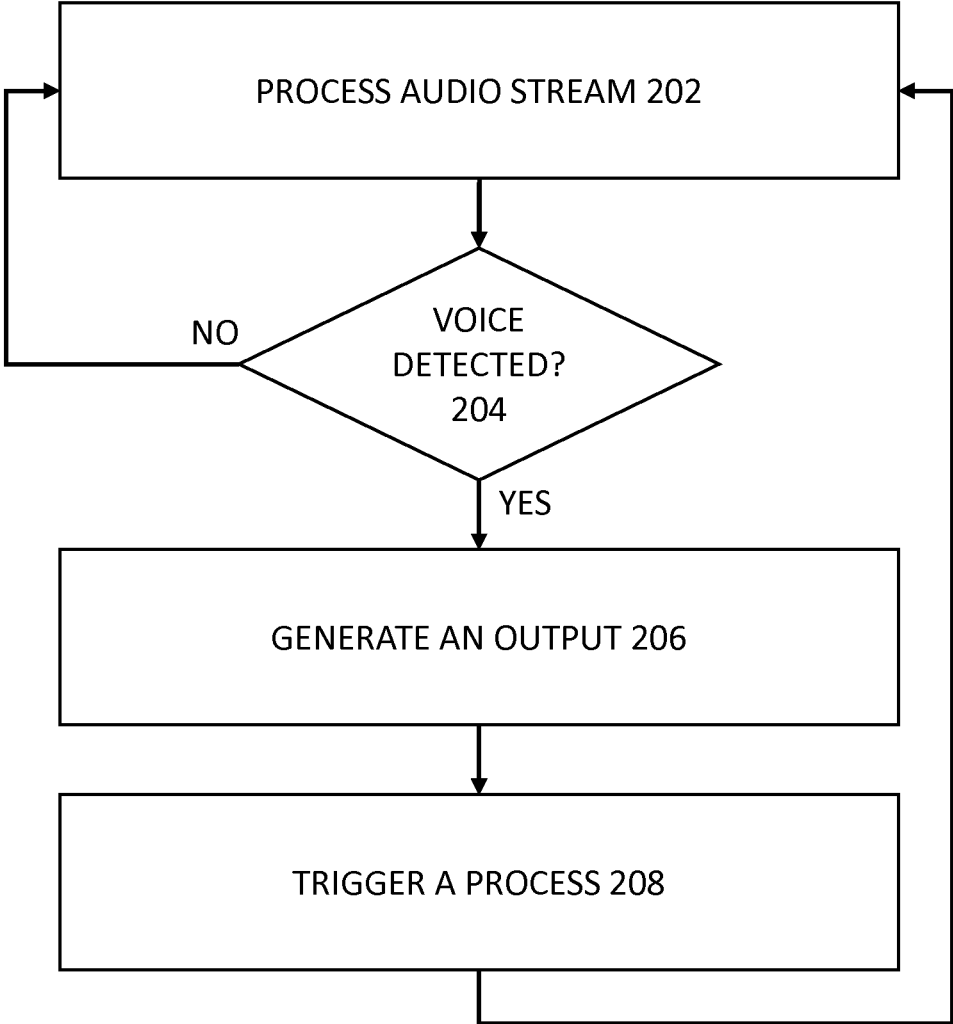 PROCESS AUDIO STREAM 202
NO
VOICE
DETECTED?
204
YES
GENERATE AN OUTPUT 206
TRIGGER A PROCESS 208